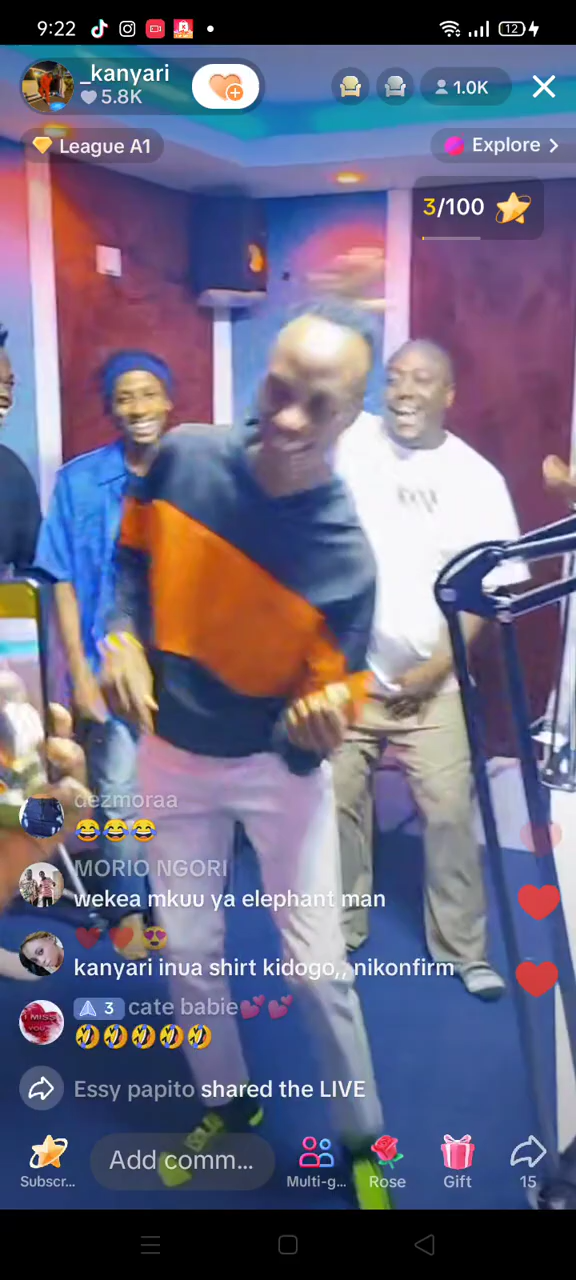 9:22
12
_kanyari
5.8K
1.0K
League A1
Explore
3/100
dezmoraa
😂😂😂
MORIO NGORI
wekea mkuu ya elephant man
❤️❤️😍
kanyari inua shirt kidogo,, nikonfirm
3 cate babie💕💕
🤣🤣🤣🤣🤣
Essy papito shared the LIVE
Subscr...
Add comm...
Multi-g...
Rose
Gift
15